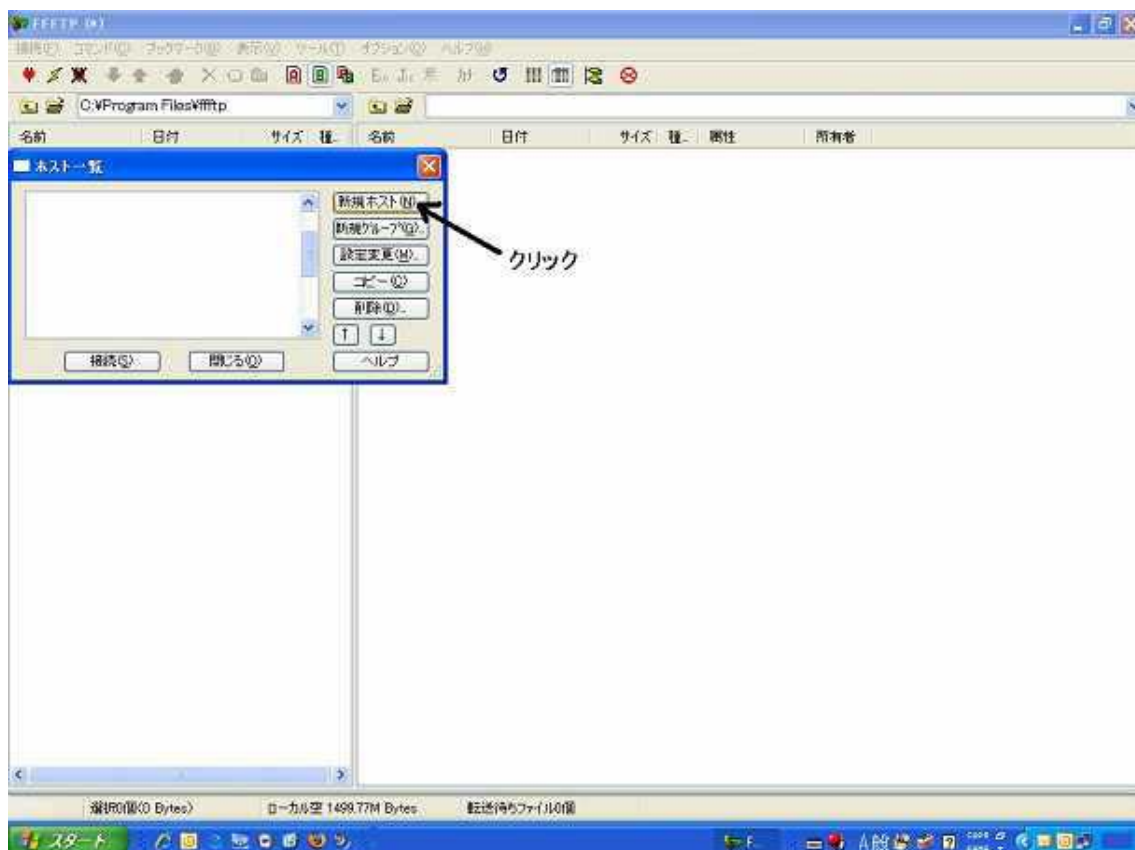 FFFTP (*)
接続(F) コマンド(C) ブックマーク(B) 表示(V) ツール(T) オプション(O) ヘルプ(H)
C:¥Program Files¥ffftp
名前 日付 サイズ 種.. 名前 日付 サイズ 種.. 属性 所有者
ホスト一覧
新規ホスト(N)..
新規グループ(G)..
設定変更(M)..
コピー(C)
削除(D)..
↑ ↓
接続(S) 閉じる(O) ヘルプ
クリック
選択0個(0 Bytes) ローカル空 1499.77M Bytes 転送待ちファイル0個
スタート F.. A 般